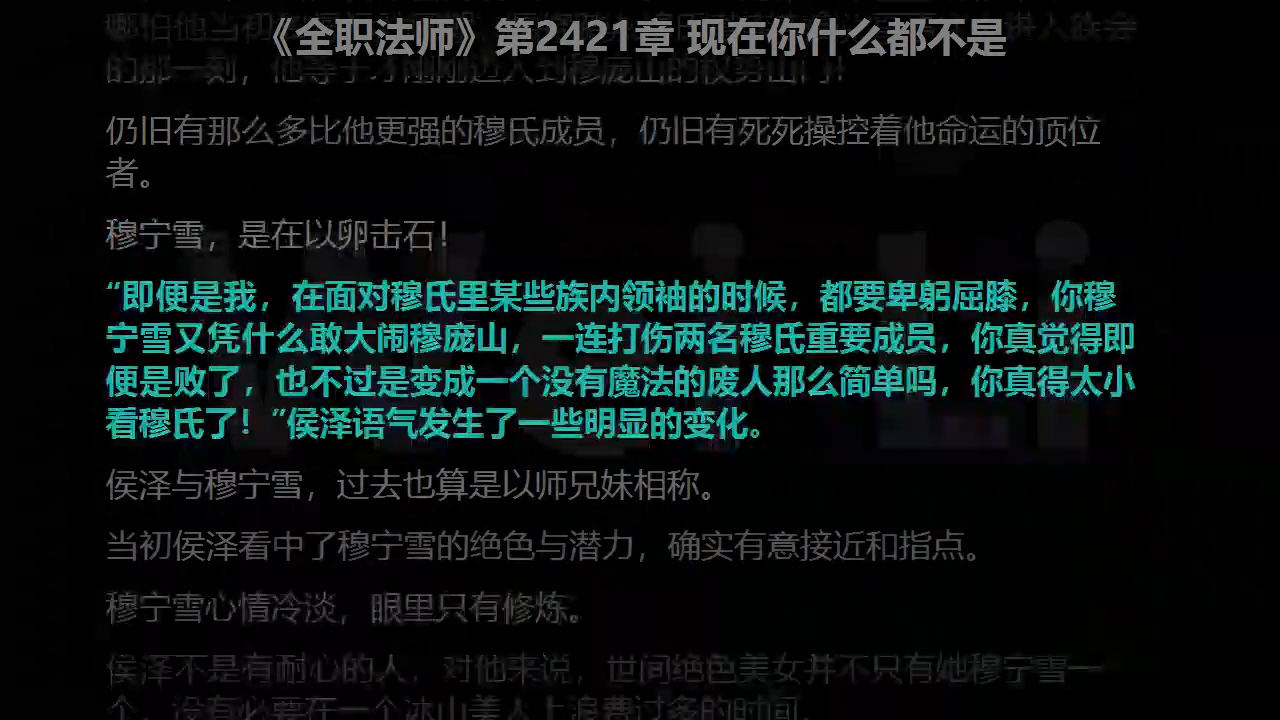 《全职法师》第2421章 现在你什么都不是
哪怕他当初
进入族会
的那一刻，他等于才刚刚迈入到穆庞山的权势山门！
仍旧有那么多比他更强的穆氏成员，仍旧有死死操控着他命运的顶位
者。
穆宁雪，是在以卵击石！
“即便是我，在面对穆氏里某些族内领袖的时候，都要卑躬屈膝，你穆
宁雪又凭什么敢大闹穆庞山，一连打伤两名穆氏重要成员，你真觉得即
便是败了，也不过是变成一个没有魔法的废人那么简单吗，你真得太小
看穆氏了！”侯泽语气发生了一些明显的变化。
侯泽与穆宁雪，过去也算是以师兄妹相称。
当初侯泽看中了穆宁雪的绝色与潜力，确实有意接近和指点。
穆宁雪心情冷淡，眼里只有修炼。
侯泽不是有耐心的人，对他来说，世间绝色美女并不只有她穆宁雪一
个，没有必要在一个冰山美人上浪费过多的时间。